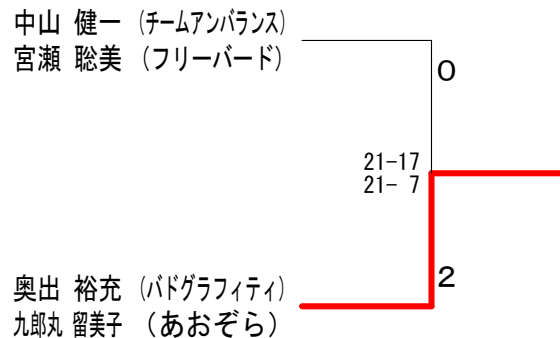 中山 健一 (チームアンバランス)
宮瀬 聡美 (フリーバード)
0
21-17
21- 7
2
奥出 裕充 (バドグラフィティ)
九郎丸 留美子 (あおぞら)